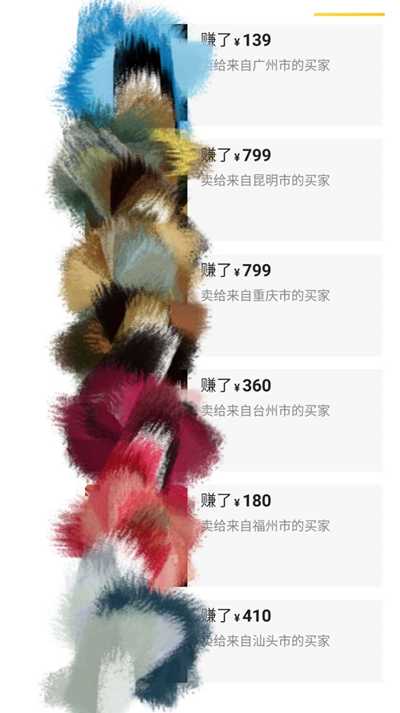 赚了¥139
卖给来自广州市的买家
赚了¥799
卖给来自昆明市的买家
赚了¥799
卖给来自重庆市的买家
赚了¥360
卖给来自台州市的买家
赚了¥180
卖给来自福州市的买家
赚了¥410
卖给来自汕头市的买家